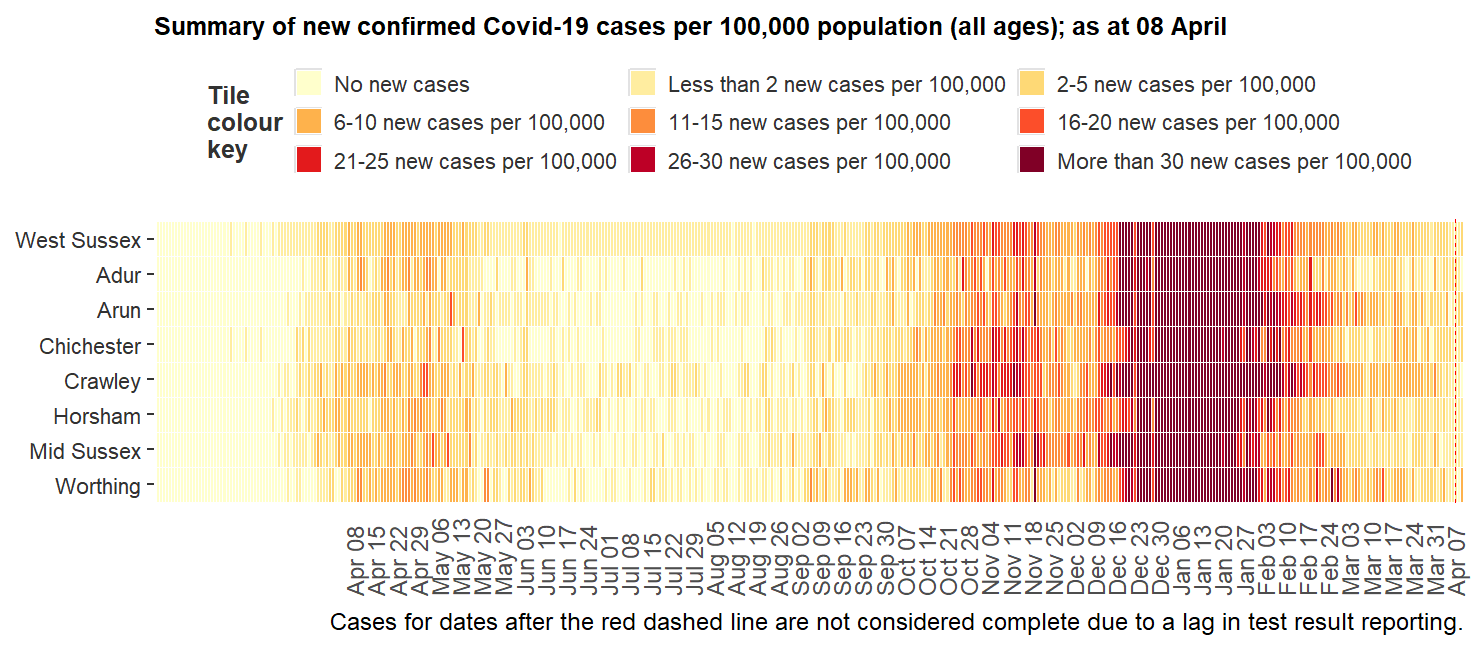 Summary of new confirmed Covid-19 cases per 100,000 population (all ages); as at 08 April
Tile
colour
key
No new cases
Less than 2 new cases per 100,000
2-5 new cases per 100,000
6-10 new cases per 100,000
11-15 new cases per 100,000
16-20 new cases per 100,000
21-25 new cases per 100,000
26-30 new cases per 100,000
More than 30 new cases per 100,000
West Sussex
Adur
Arun
Chichester
Crawley
Horsham
Mid Sussex
Worthing
Apr 08
Apr 15
Apr 22
Apr 29
May 06
May 13
May 20
May 27
Jun 03
Jun 10
Jun 17
Jun 24
Jul 01
Jul 08
Jul 15
Jul 22
Jul 29
Aug 05
Aug 12
Aug 19
Aug 26
Sep 02
Sep 09
Sep 16
Sep 23
Sep 30
Oct 07
Oct 14
Oct 21
Oct 28
Nov 04
Nov 11
Nov 18
Nov 25
Dec 02
Dec 09
Dec 16
Dec 23
Dec 30
Jan 06
Jan 13
Jan 20
Jan 27
Feb 03
Feb 10
Feb 17
Feb 24
Mar 03
Mar 10
Mar 17
Mar 24
Mar 31
Apr 07
Cases for dates after the red dashed line are not considered complete due to a lag in test result reporting.